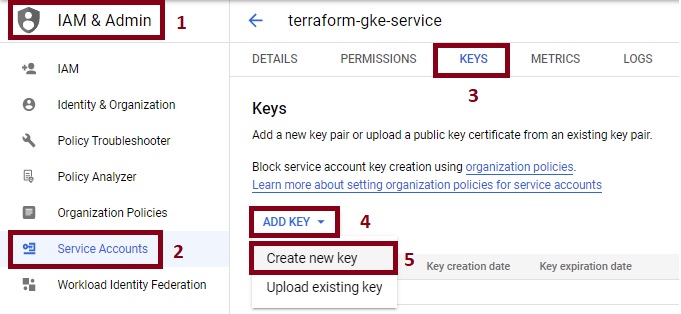 IAM & Admin 1
IAM
Identity & Organization
Policy Troubleshooter
Policy Analyzer
Organization Policies
Service Accounts 2
Workload Identity Federation
terraform-gke-service
DETAILS PERMISSIONS KEYS METRICS LOGS
3
Keys
Add a new key pair or upload a public key certificate from an existing key pair.
Block service account key creation using organization policies.
Learn more about setting organization policies for service accounts
ADD KEY 4
Create new key 5
Key creation date Key expiration date
Upload existing key